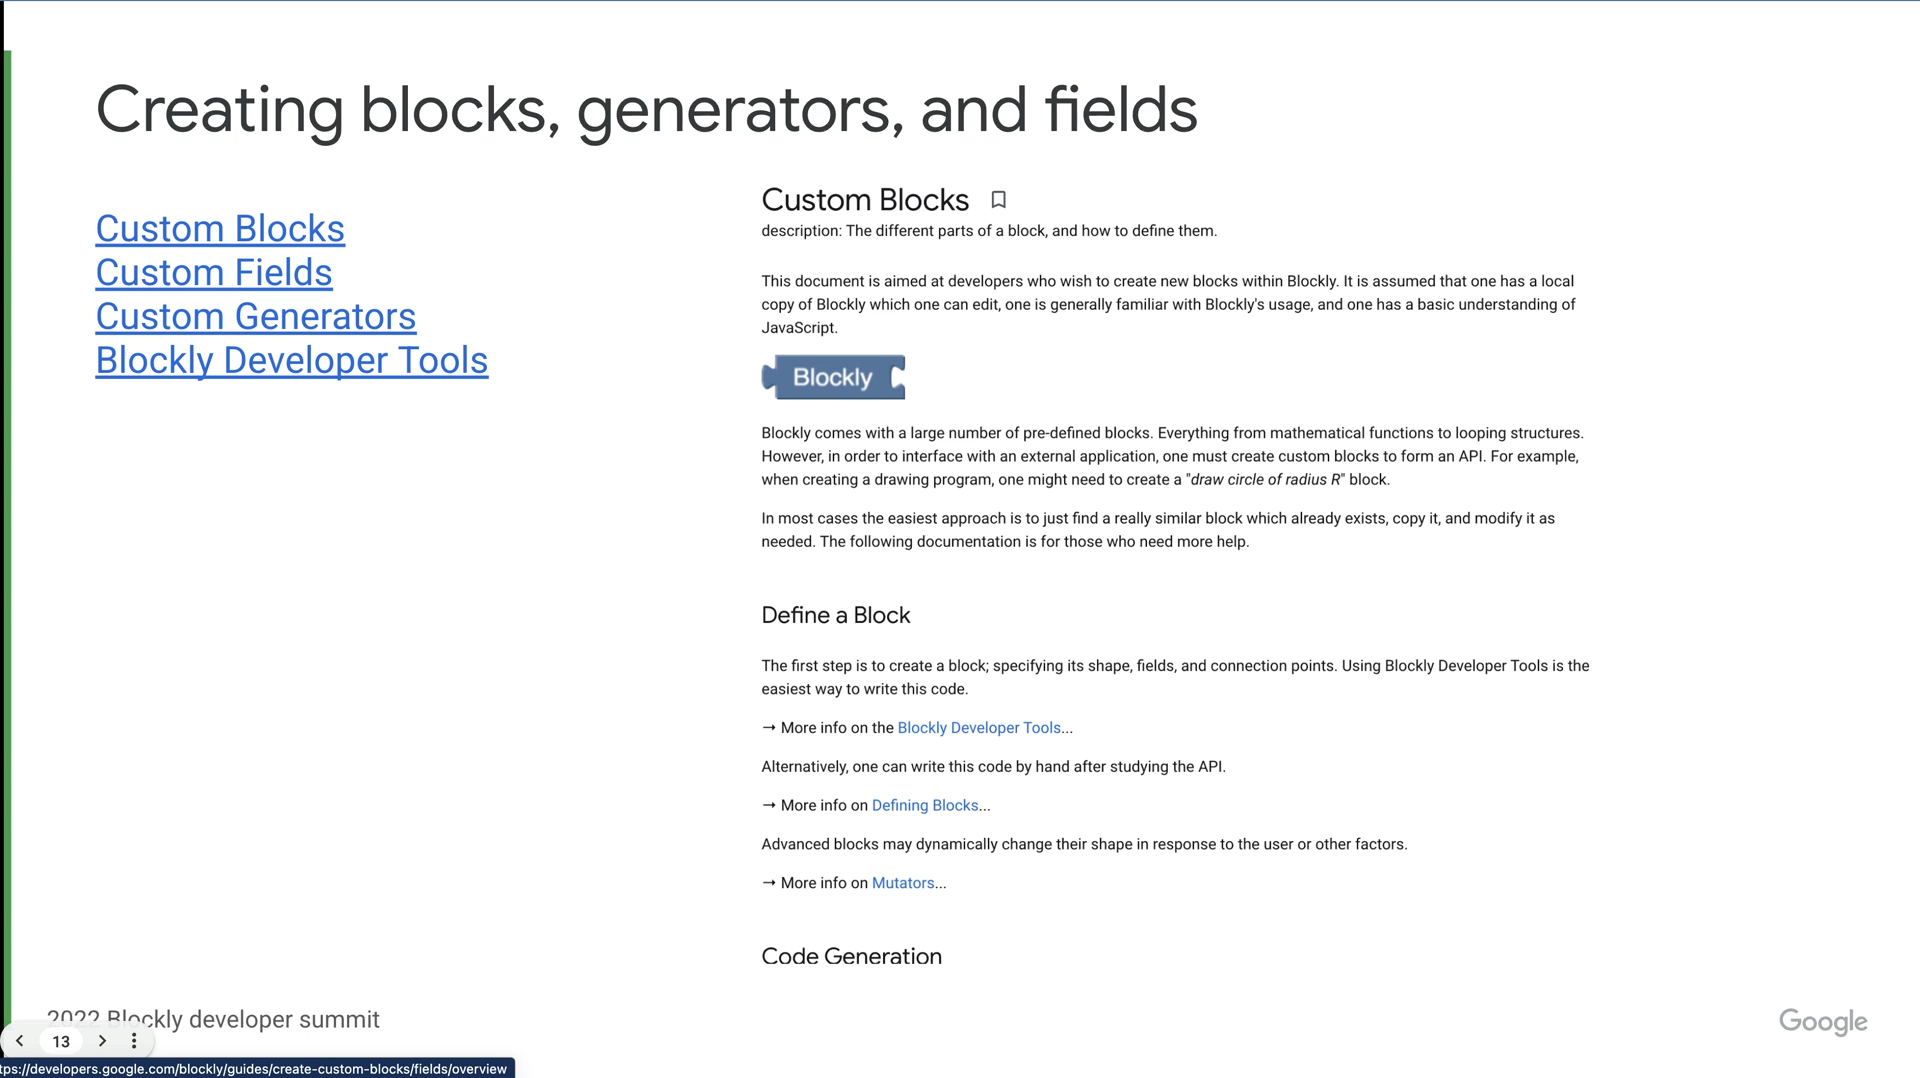 Creating blocks, generators, and fields
Custom Blocks
Custom Fields
Custom Generators
Blockly Developer Tools
Custom Blocks
description: The different parts of a block, and how to define them.
This document is aimed at developers who wish to create new blocks within Blockly. It is assumed that one has a local
copy of Blockly which one can edit, one is generally familiar with Blockly's usage, and one has a basic understanding of
JavaScript.
Blockly
Blockly comes with a large number of pre-defined blocks. Everything from mathematical functions to looping structures.
However, in order to interface with an external application, one must create custom blocks to form an API. For example,
when creating a drawing program, one might need to create a "draw circle of radius R" block.
In most cases the easiest approach is to just find a really similar block which already exists, copy it, and modify it as
needed. The following documentation is for those who need more help.
Define a Block
The first step is to create a block; specifying its shape, fields, and connection points. Using Blockly Developer Tools is the
easiest way to write this code.
→ More info on the Blockly Developer Tools...
Alternatively, one can write this code by hand after studying the API.
→ More info on Defining Blocks...
Advanced blocks may dynamically change their shape in response to the user or other factors.
→ More info on Mutators...
Code Generation
2022 Blockly developer summit
Google
13
tps://developers.google.com/blockly/guides/create-custom-blocks/fields/overview